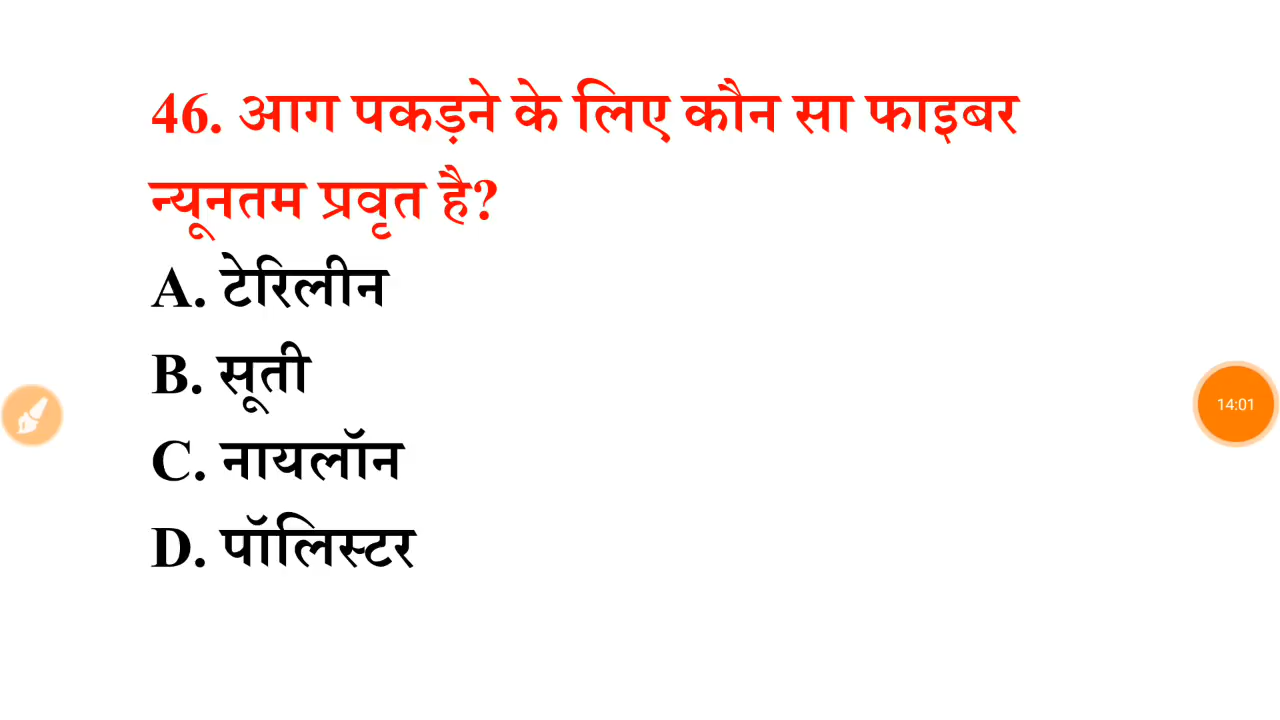 46. आग पकड़ने के लिए कौन सा फाइबर
न्यूनतम प्रवृत है?
A. टेरिलीन
B. सूती
C. नायलॉन
D. पॉलिस्टर
14:01